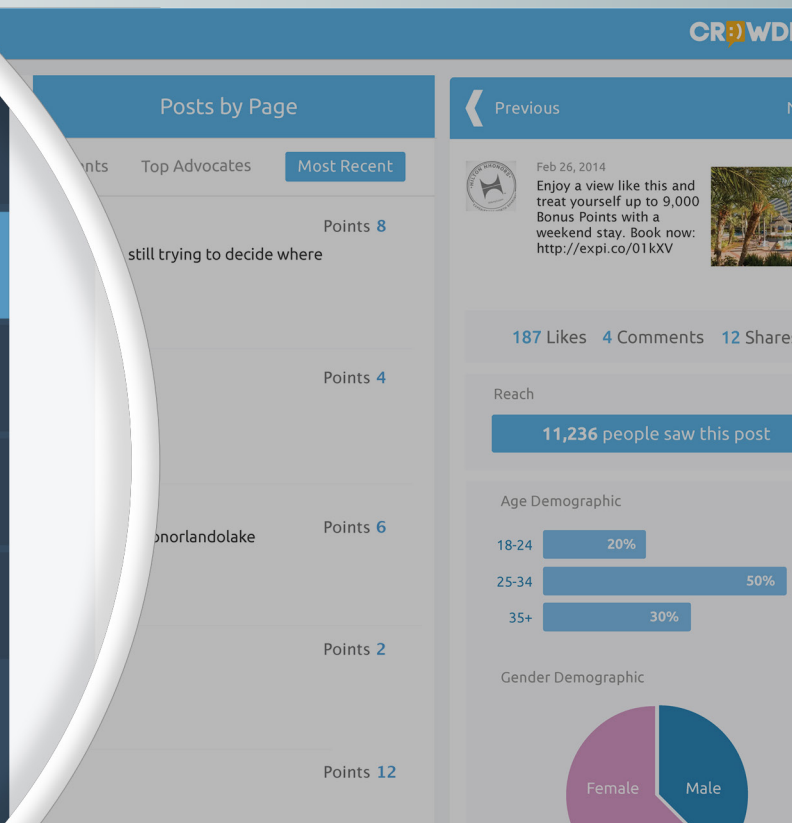 CR WD
Posts by Page
Previous
nts Top Advocates Most Recent
HILTON HHONORS
Feb 26, 2014
Enjoy a view like this and
treat yourself up to 9,000
Bonus Points with a
weekend stay. Book now:
http://expi.co/01kXV
Points 8
still trying to decide where
187 Likes 4 Comments 12 Shares
Points 4
Reach
11,236 people saw this post
Age Demographic
18-24 20%
25-34 50%
35+ 30%
onorlandolake
Points 6
Points 2
Gender Demographic
Female Male
Points 12